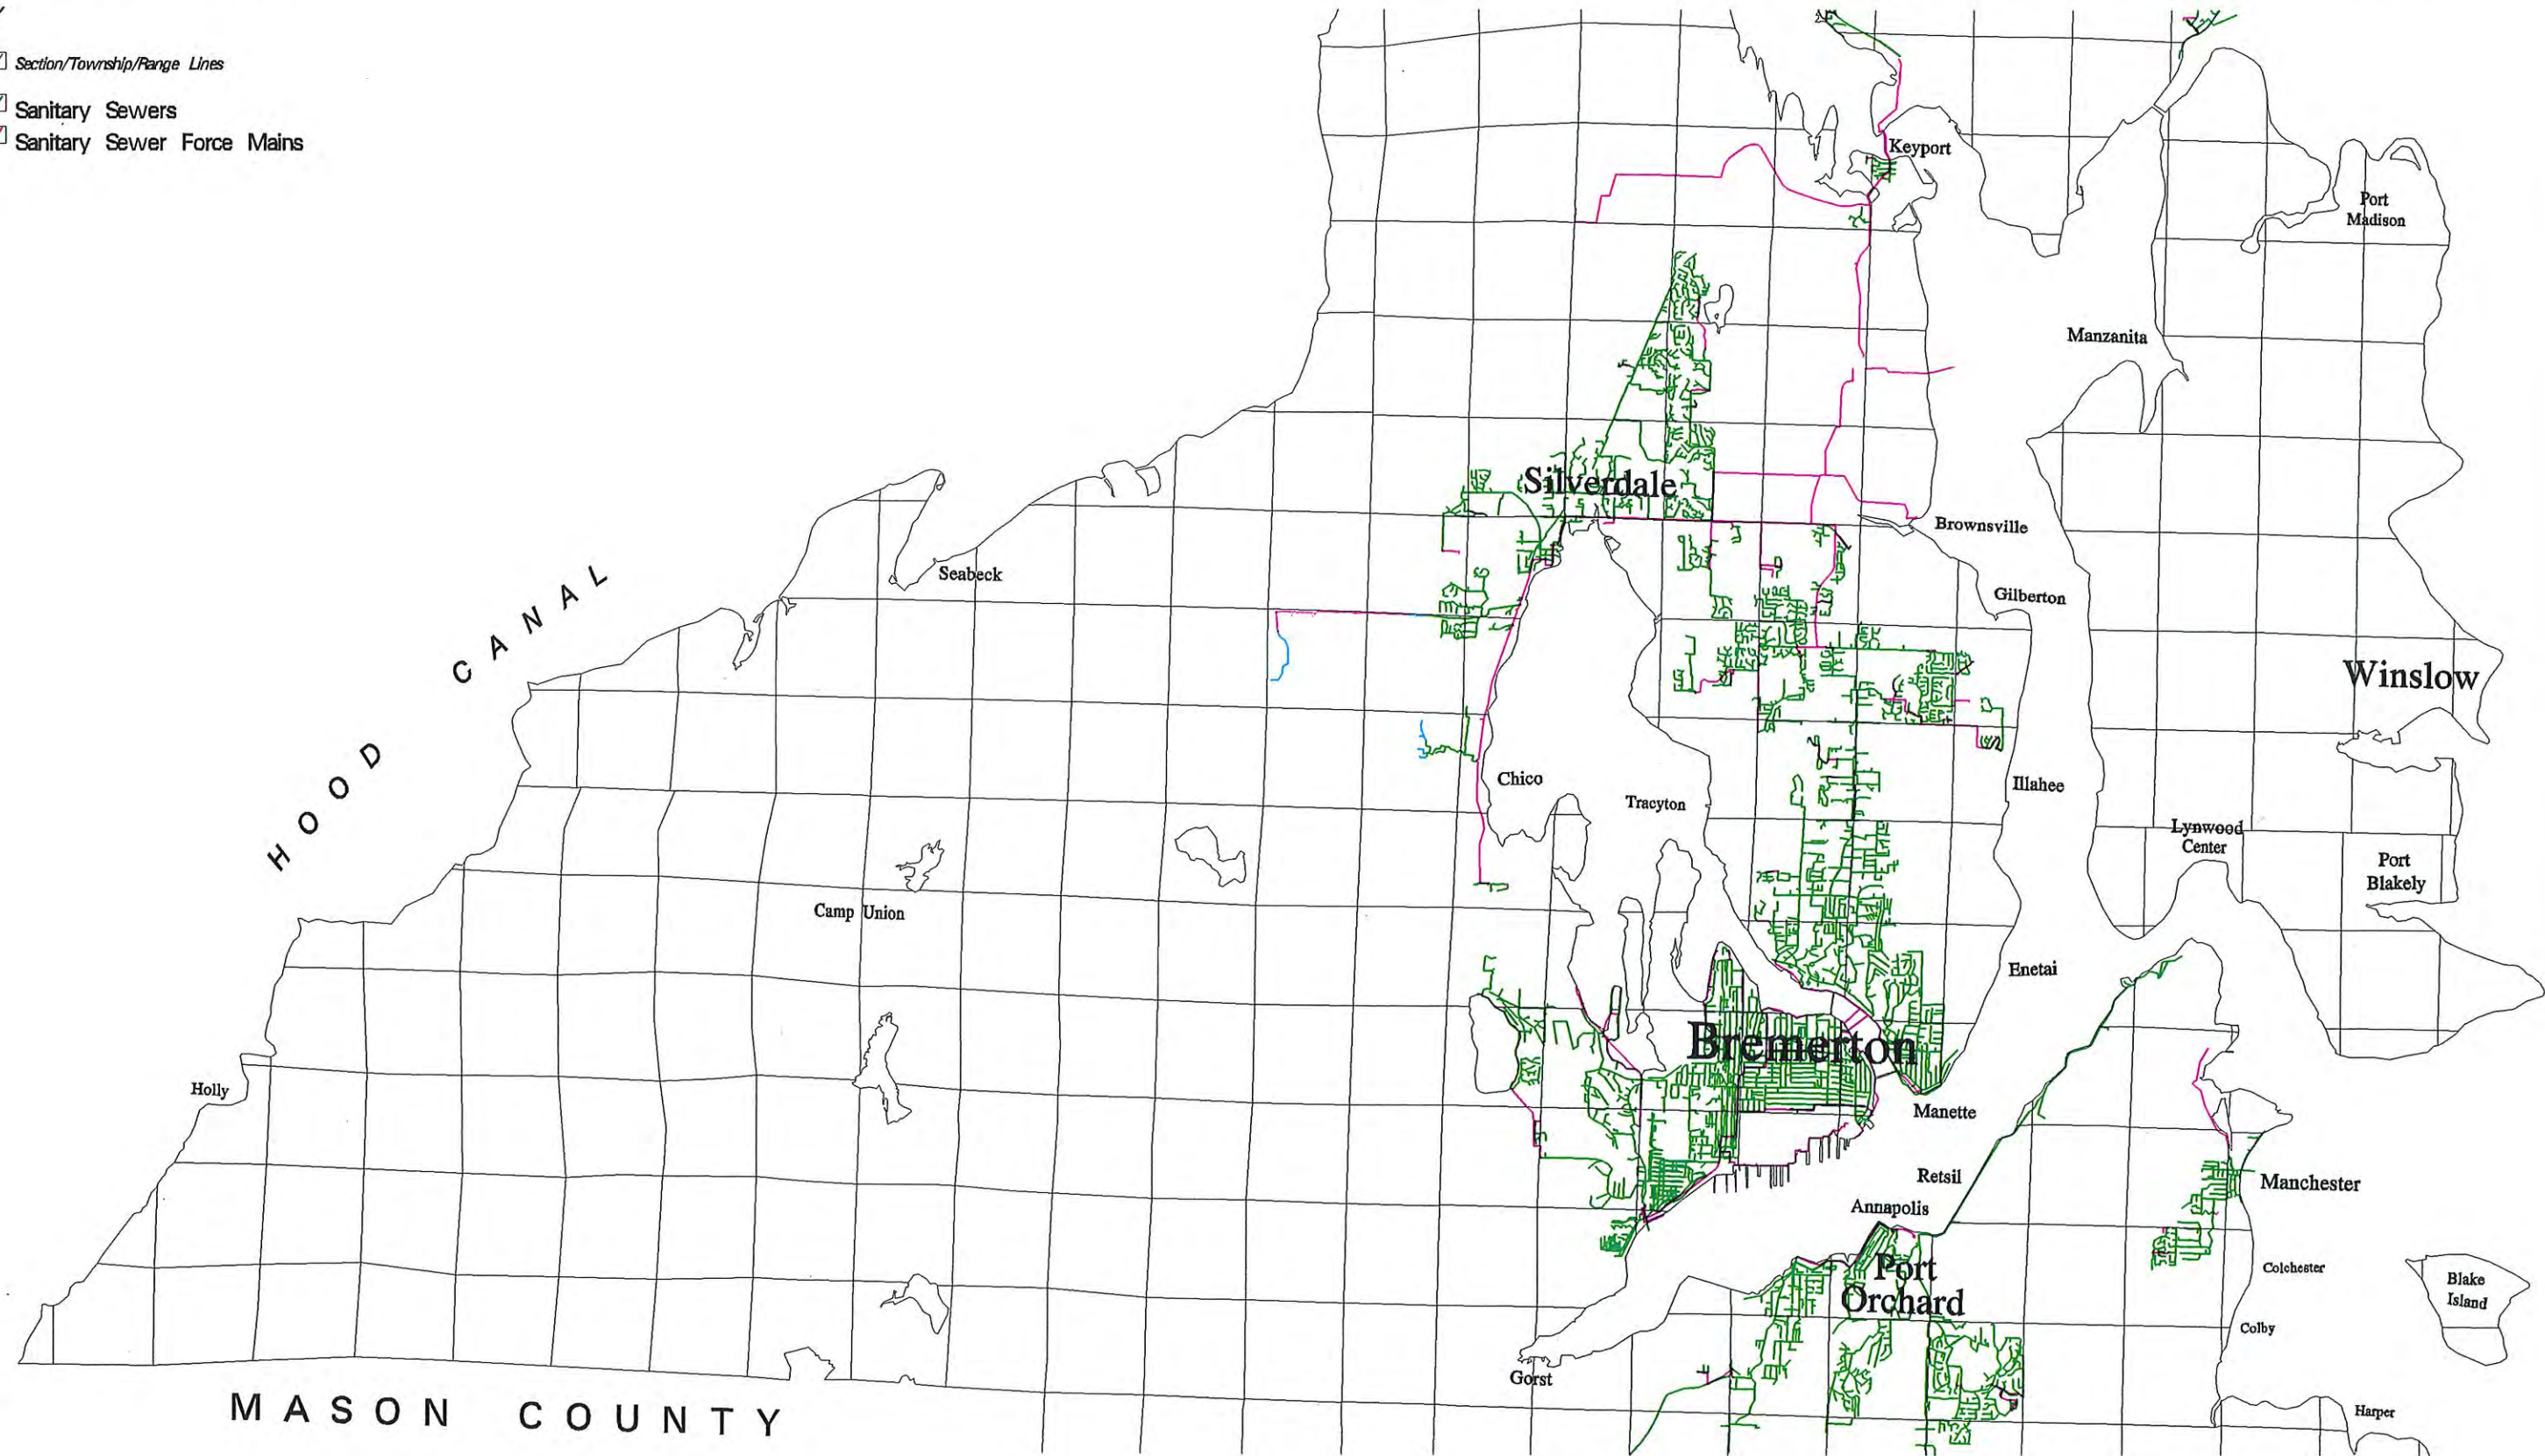 Section/Township/Range Lines
Sanitary Sewers
Sanitary Sewer Force Mains
Keyport
Port
Madison
Manzanita
Silverdale
Brownsville
Seabeck
Gilberton
HOOD CANAL
Winslow
Chico
Tracyton
Illahee
Lynwood
Center
Port
Blakely
Camp Union
Enetai
Bremerton
Holly
Manette
Retsil
Manchester
Annapolis
Port
Orchard
Colchester
Blake
Island
Colby
Gorst
MASON COUNTY
Harper